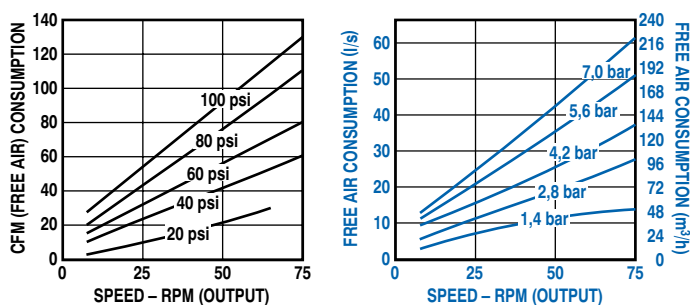 CFM (FREE AIR) CONSUMPTION
140
120
100
80
60
40
20
0
100 psi
80 psi
60 psi
40 psi
20 psi
0
25
50
75
SPEED – RPM (OUTPUT)
FREE AIR CONSUMPTION (l/s)
60
50
40
30
20
10
0
7,0 bar
5,6 bar
4,2 bar
2,8 bar
1,4 bar
0
25
50
75
SPEED – RPM (OUTPUT)
240
216
192
168
144
120
96
72
48
24
0
FREE AIR CONSUMPTION (m³/h)